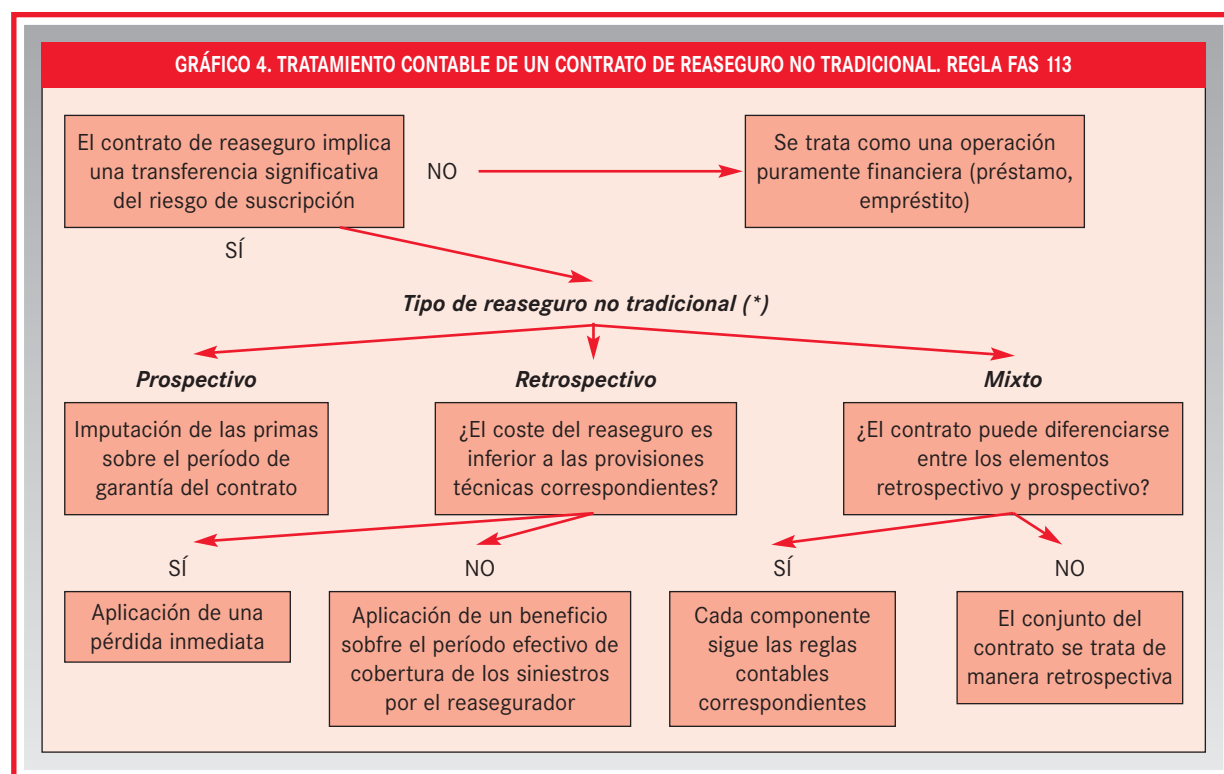 GRÁFICO 4. TRATAMIENTO CONTABLE DE UN CONTRATO DE REASEGURO NO TRADICIONAL. REGLA FAS 113
El contrato de reaseguro implica
una transferencia significativa
del riesgo de suscripción
NO
Se trata como una operación
puramente financiera (préstamo,
empréstito)
SÍ
Tipo de reaseguro no tradicional (*)
Prospectivo
Imputación de las primas
sobre el período de
garantía del contrato
Retrospectivo
¿El coste del reaseguro es
inferior a las provisiones
técnicas correspondientes?
Mixto
¿El contrato puede diferenciarse
entre los elementos
retrospectivo y prospectivo?
SÍ
Aplicación de una
pérdida inmediata
NO
Aplicación de un beneficio
sobfre el período efectivo de
cobertura de los siniestros
por el reasegurador
SÍ
Cada componente
sigue las reglas
contables
correspondientes
NO
El conjunto del
contrato se trata de
manera retrospectiva